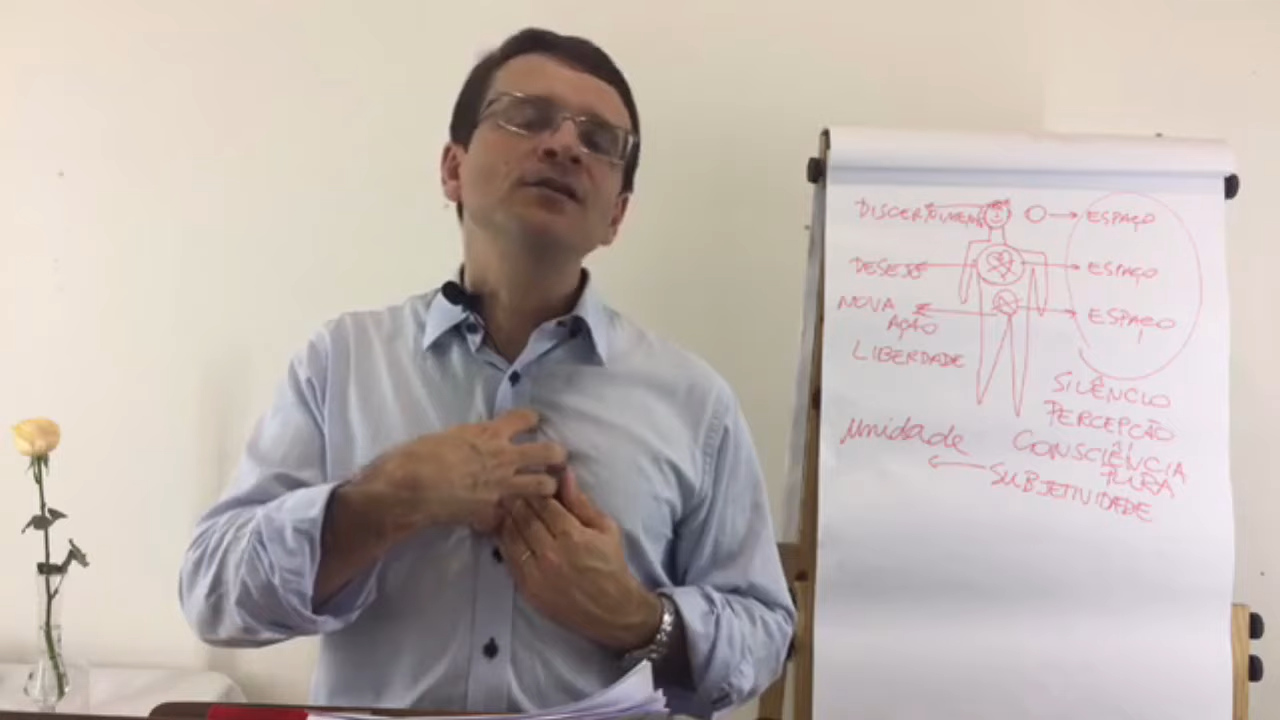 DISCERNIMENTO
ESPAÇO
DESEJO
ESPAÇO
NOVA
AÇÃO
ESPAÇO
LIBERDADE
SILÊNCIO
PERCEPÇÃO
Unidade
CONSCIÊNCIA
PURA
SUBJETIVIDADE